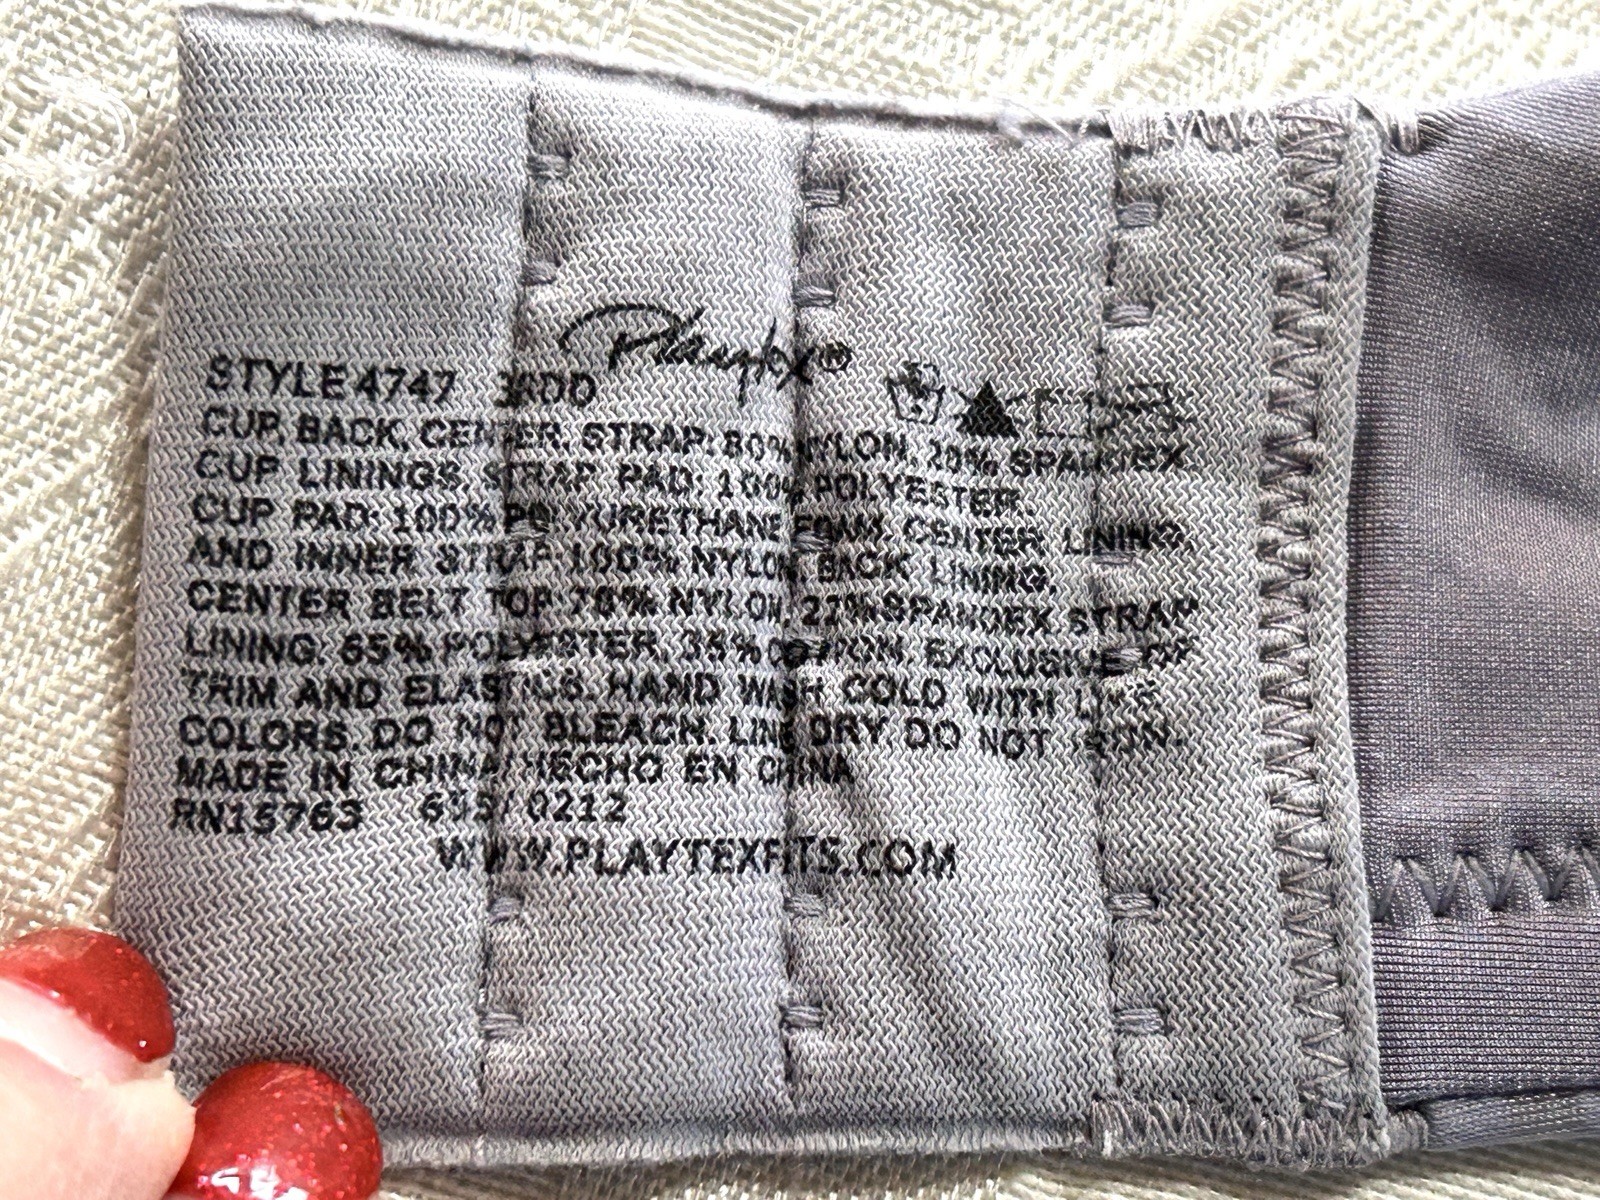 Playtex®
STYLE 4747
CUP, BACK, CENTER, STRAP: 80% NYLON, 20% SPANDEX
CUP LININGS, STRAP PAD: 100% POLYESTER.
CUP PAD: 100% POLYURETHANE FOAM, CENTER LINING,
AND INNER STRAP: 100% NYLON BACK LINING,
CENTER BELT TOP 78% NYLON, 22% SPANDEX. STRAP
LINING: 65% POLYESTER, 35% COTTON. EXCLUSIVE OF
TRIM AND ELASTICS. HAND WASH COLD WITH LIKE
COLORS. DO NOT BLEACH. LINE DRY. DO NOT IRON.
MADE IN CHINA/HECHO EN CHINA
RN15763 0212
WWW.PLAYTEXFITS.COM